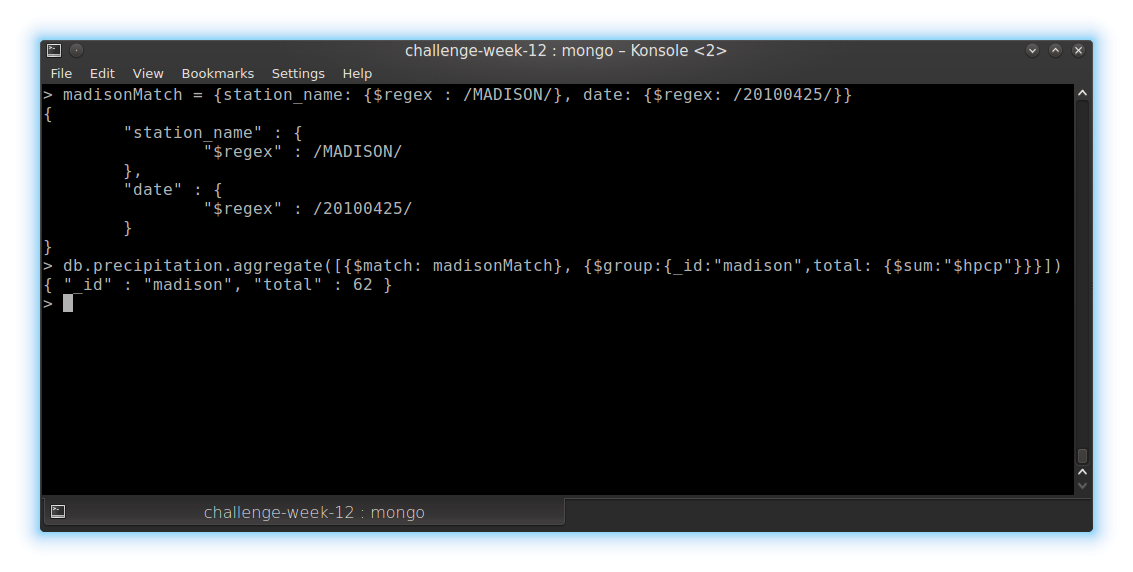 challenge-week-12 : mongo – Konsole <2>
File Edit View Bookmarks Settings Help
> madisonMatch = {station_name: {$regex : /MADISON/}, date: {$regex: /20100425/}}
{
        "station_name" : {
                "$regex" : /MADISON/
        },
        "date" : {
                "$regex" : /20100425/
        }
}
> db.precipitation.aggregate([{$match: madisonMatch}, {$group:{_id:"madison",total: {$sum:"$hpcp"}}}])
{ "_id" : "madison", "total" : 62 }
>
challenge-week-12 : mongo